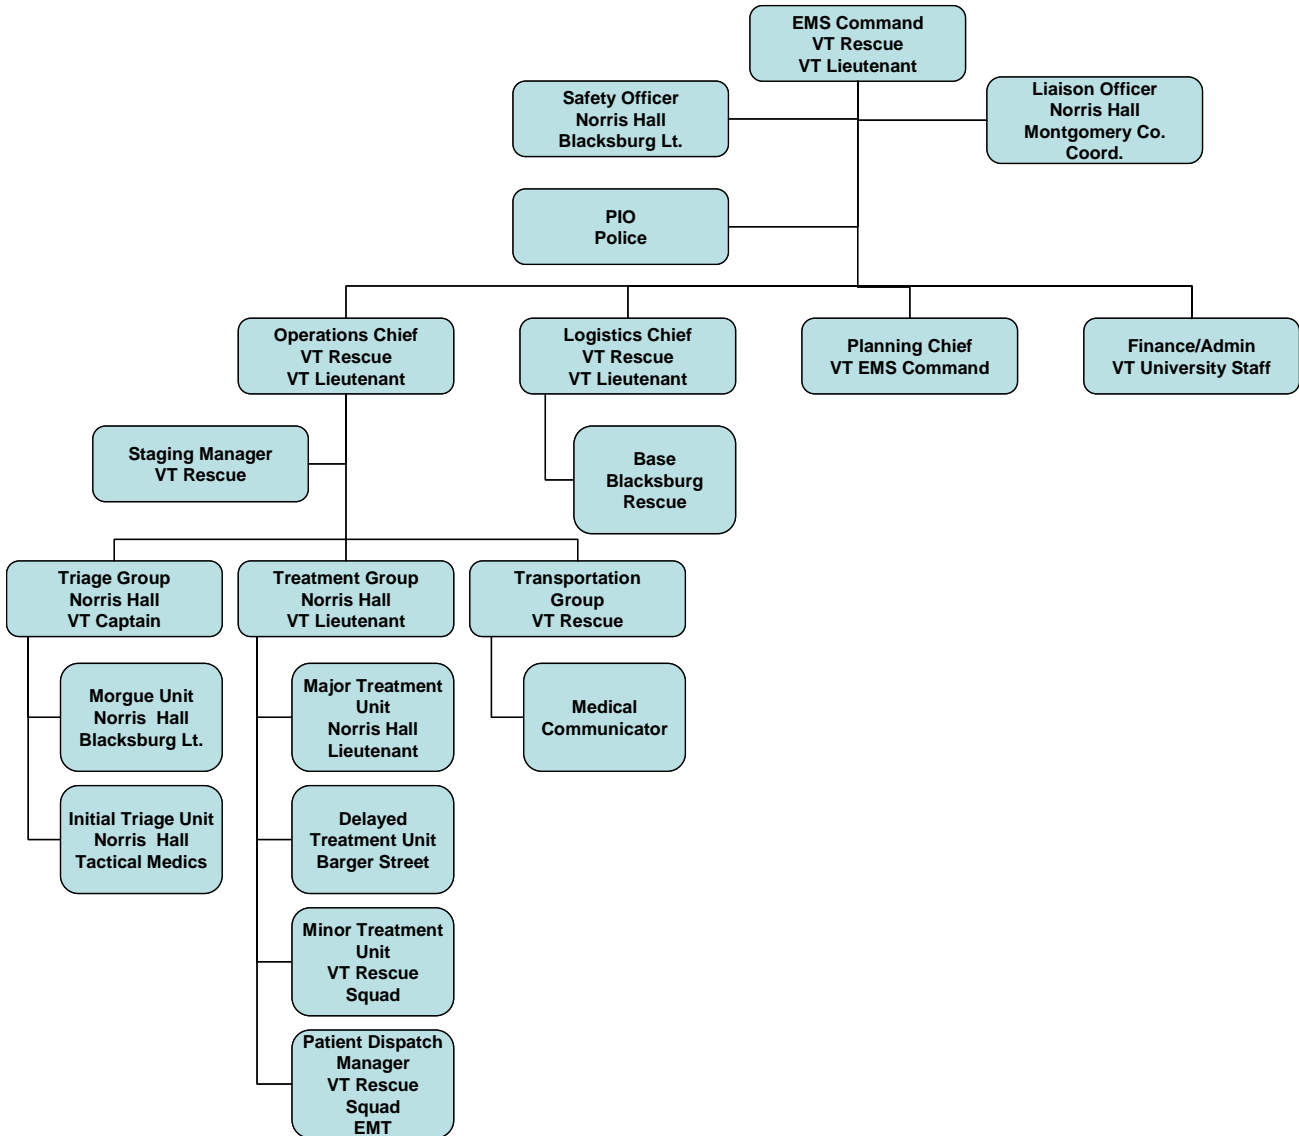 EMS Command
VT Rescue
VT Lieutenant
Safety Officer
Norris Hall
Blacksburg Lt.
Liaison Officer
Norris Hall
Montgomery Co.
Coord.
PIO
Police
Operations Chief
VT Rescue
VT Lieutenant
Logistics Chief
VT Rescue
VT Lieutenant
Planning Chief
VT EMS Command
Finance/Admin
VT University Staff
Staging Manager
VT Rescue
Base
Blacksburg
Rescue
Triage Group
Norris Hall
VT Captain
Treatment Group
Norris Hall
VT Lieutenant
Transportation
Group
VT Rescue
Morgue Unit
Norris Hall
Blacksburg Lt.
Major Treatment
Unit
Norris Hall
Lieutenant
Medical
Communicator
Initial Triage Unit
Norris Hall
Tactical Medics
Delayed
Treatment Unit
Barger Street
Minor Treatment
Unit
VT Rescue
Squad
Patient Dispatch
Manager
VT Rescue
Squad
EMT